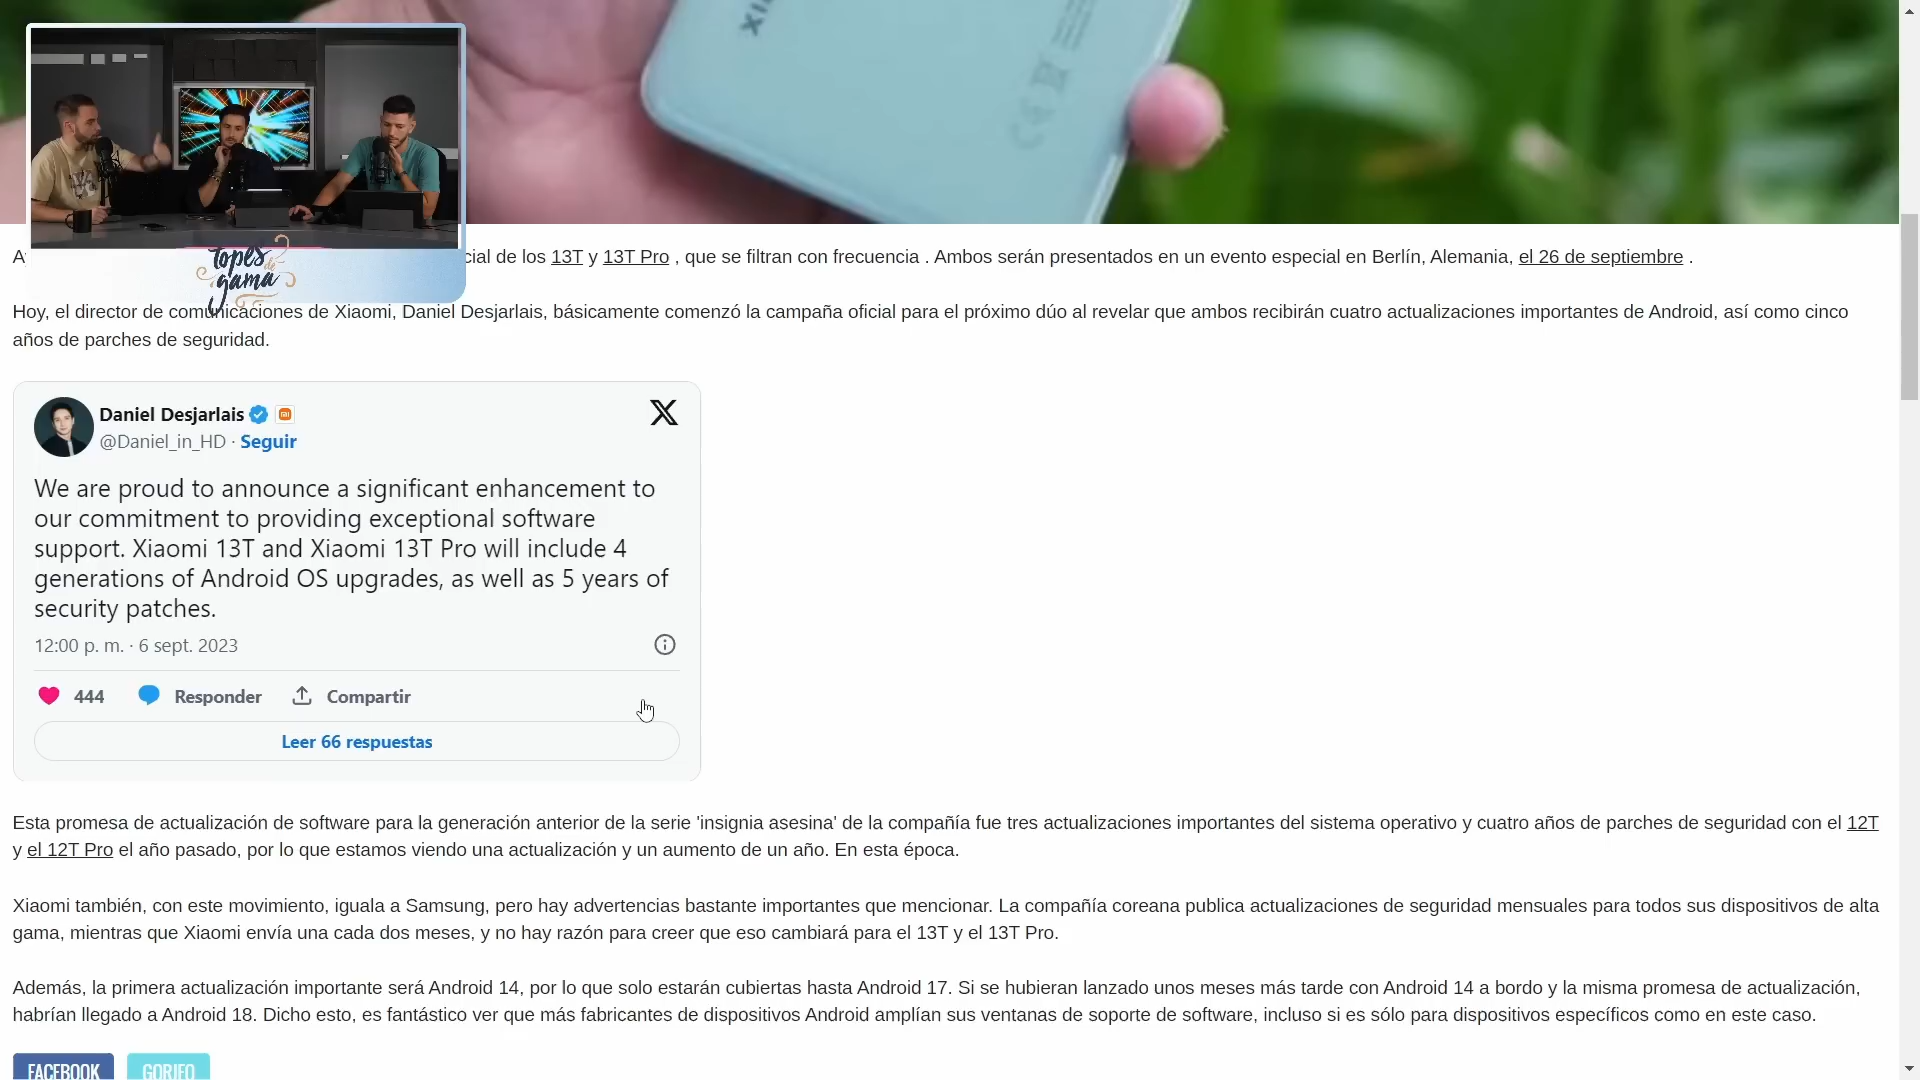 XI
topes
de
gama
cial de los 13T y 13T Pro , que se filtran con frecuencia . Ambos serán presentados en un evento especial en Berlín, Alemania, el 26 de septiembre .
Hoy, el director de comunicaciones de Xiaomi, Daniel Desjarlais, básicamente comenzó la campaña oficial para el próximo dúo al revelar que ambos recibirán cuatro actualizaciones importantes de Android, así como cinco
años de parches de seguridad.
Daniel Desjarlais
@Daniel_in_HD · Seguir
We are proud to announce a significant enhancement to
our commitment to providing exceptional software
support. Xiaomi 13T and Xiaomi 13T Pro will include 4
generations of Android OS upgrades, as well as 5 years of
security patches.
12:00 p. m. · 6 sept. 2023
444 Responder Compartir
Leer 66 respuestas
Esta promesa de actualización de software para la generación anterior de la serie 'insignia asesina' de la compañía fue tres actualizaciones importantes del sistema operativo y cuatro años de parches de seguridad con el 12T
y el 12T Pro el año pasado, por lo que estamos viendo una actualización y un aumento de un año. En esta época.
Xiaomi también, con este movimiento, iguala a Samsung, pero hay advertencias bastante importantes que mencionar. La compañía coreana publica actualizaciones de seguridad mensuales para todos sus dispositivos de alta
gama, mientras que Xiaomi envía una cada dos meses, y no hay razón para creer que eso cambiará para el 13T y el 13T Pro.
Además, la primera actualización importante será Android 14, por lo que solo estarán cubiertas hasta Android 17. Si se hubieran lanzado unos meses más tarde con Android 14 a bordo y la misma promesa de actualización,
habrían llegado a Android 18. Dicho esto, es fantástico ver que más fabricantes de dispositivos Android amplían sus ventanas de soporte de software, incluso si es sólo para dispositivos específicos como en este caso.
FACEBOOK GORJEO